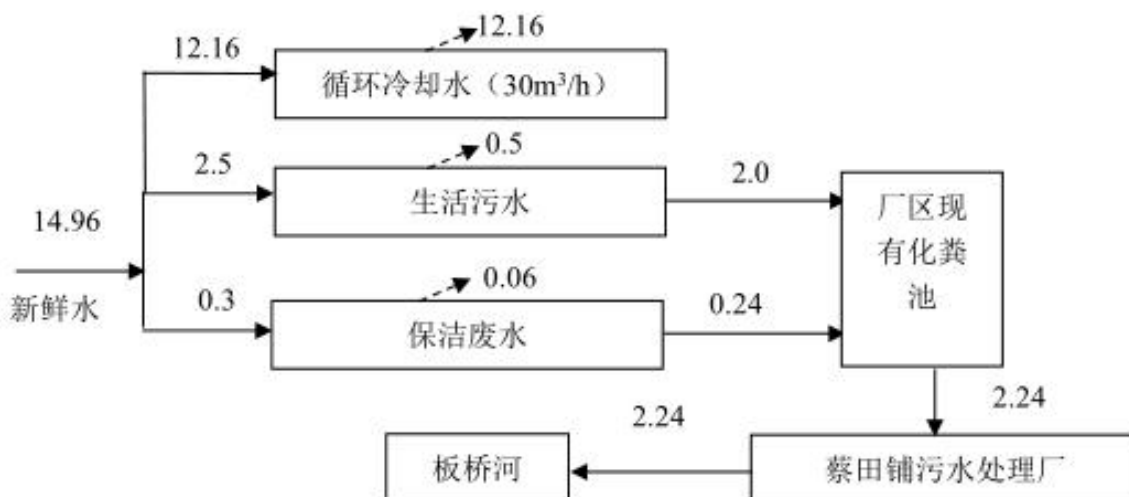 12.16
12.16
循环冷却水（30m³/h）
0.5
2.5
2.0
生活污水
厂区现
有化粪
池
14.96
新鲜水
0.06
0.3
0.24
保洁废水
2.24
2.24
板桥河
蔡田铺污水处理厂